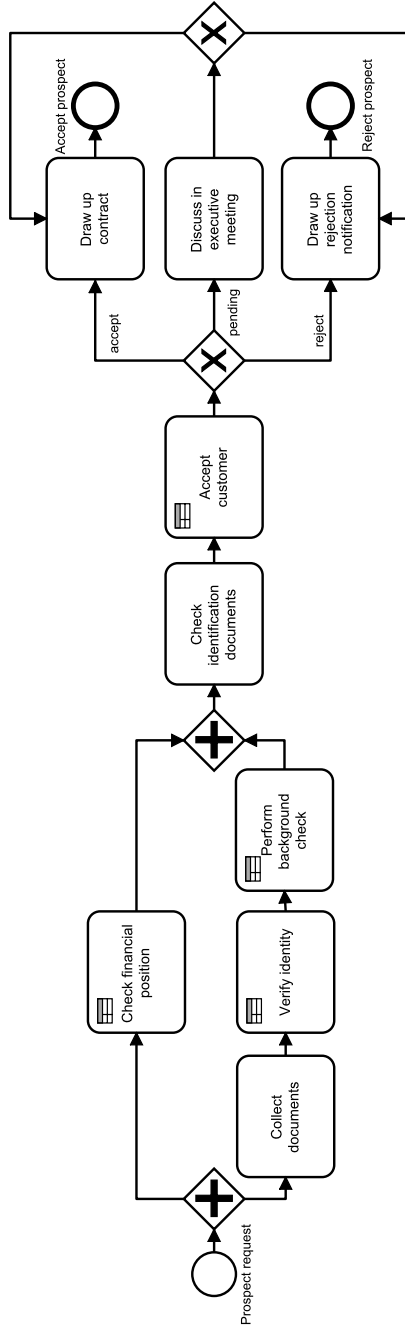 Prospect request
Check financial
position
Collect
documents
Verify identity
Perform
background
check
Check
identification
documents
Accept
customer
accept
pending
reject
Draw up
contract
Discuss in
executive
meeting
Draw up
rejection
notification
Accept prospect
Reject prospect